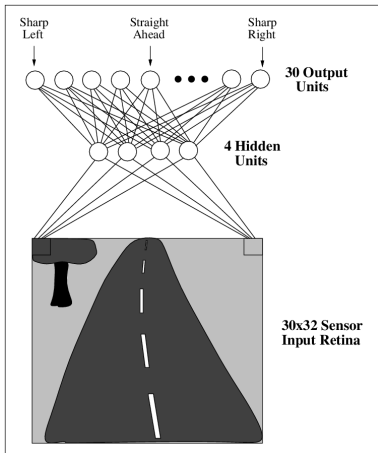 Sharp
Left
Straight
Ahead
Sharp
Right
30 Output
Units
4 Hidden
Units
30x32 Sensor
Input Retina